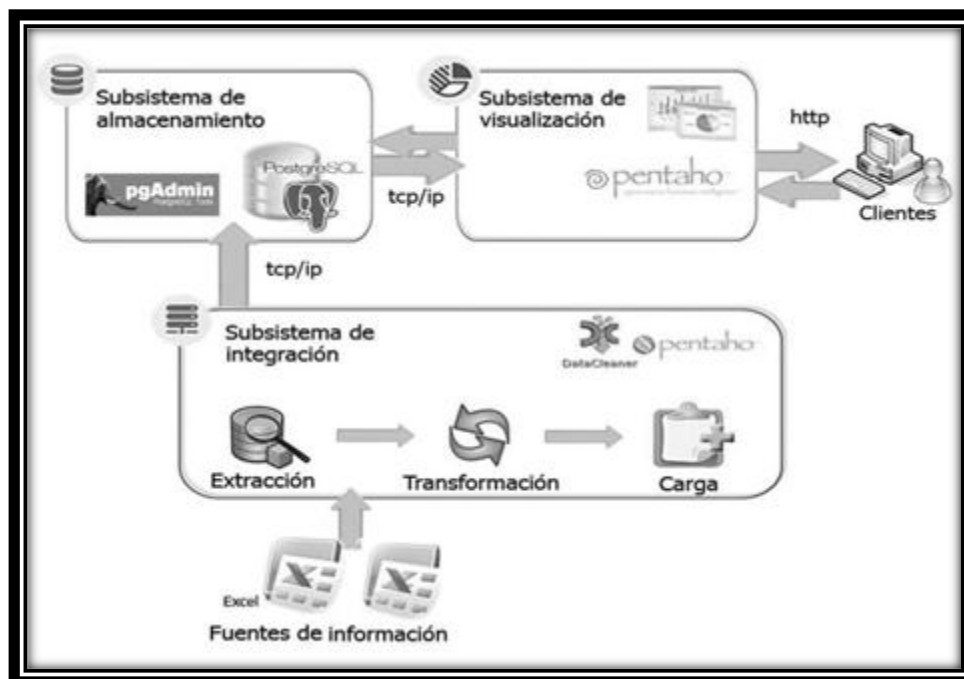 Subsistema de
almacenamiento
pgAdmin
PostgreSQL
tcp/ip
Subsistema de
visualización
pentaho
http
Clientes
tcp/ip
Subsistema de
integración
DataCleaner
pentaho
Extracción
Transformación
Carga
Excel
Fuentes de información